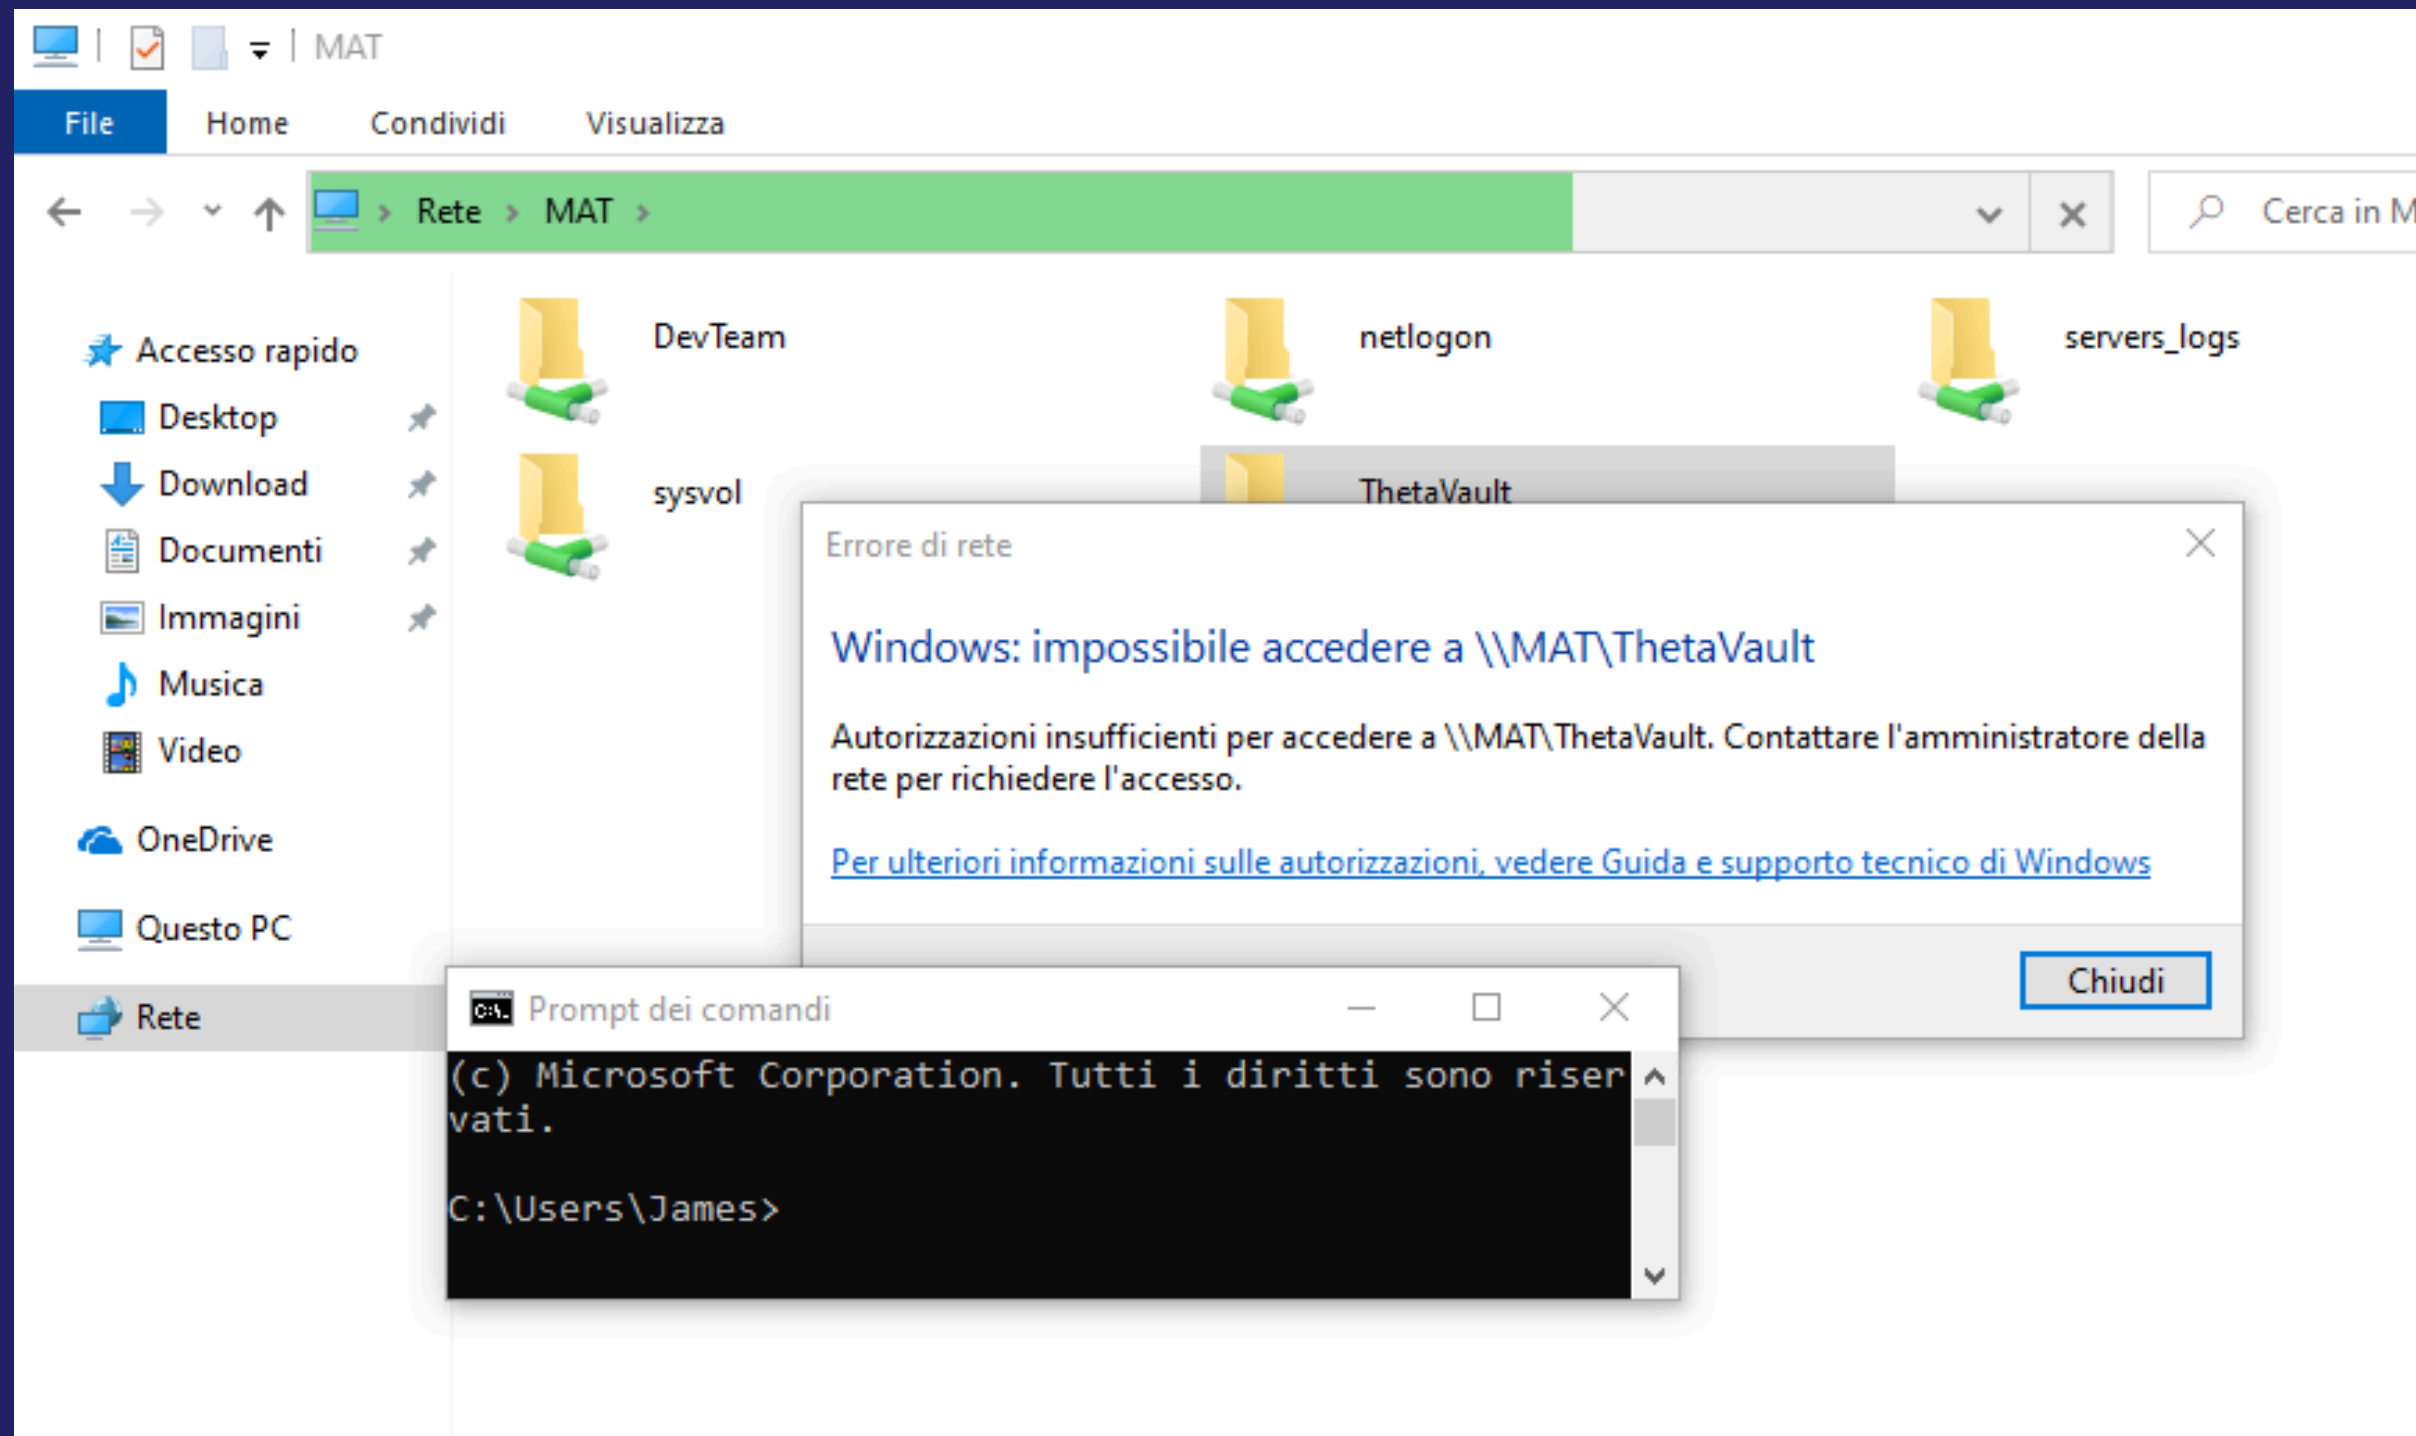 MAT
File Home Condividi Visualizza
Rete MAT
Cerca in M
Accesso rapido
Desktop
Download
Documenti
Immagini
Musica
Video
OneDrive
Questo PC
Rete
DevTeam netlogon servers_logs
sysvol ThetaVault
Errore di rete
Windows: impossibile accedere a \\MAT\ThetaVault
Autorizzazioni insufficienti per accedere a \\MAT\ThetaVault. Contattare l'amministratore della
rete per richiedere l'accesso.
Per ulteriori informazioni sulle autorizzazioni, vedere Guida e supporto tecnico di Windows
Chiudi
C:\. Prompt dei comandi
(c) Microsoft Corporation. Tutti i diritti sono riser
vati.
C:\Users\James>